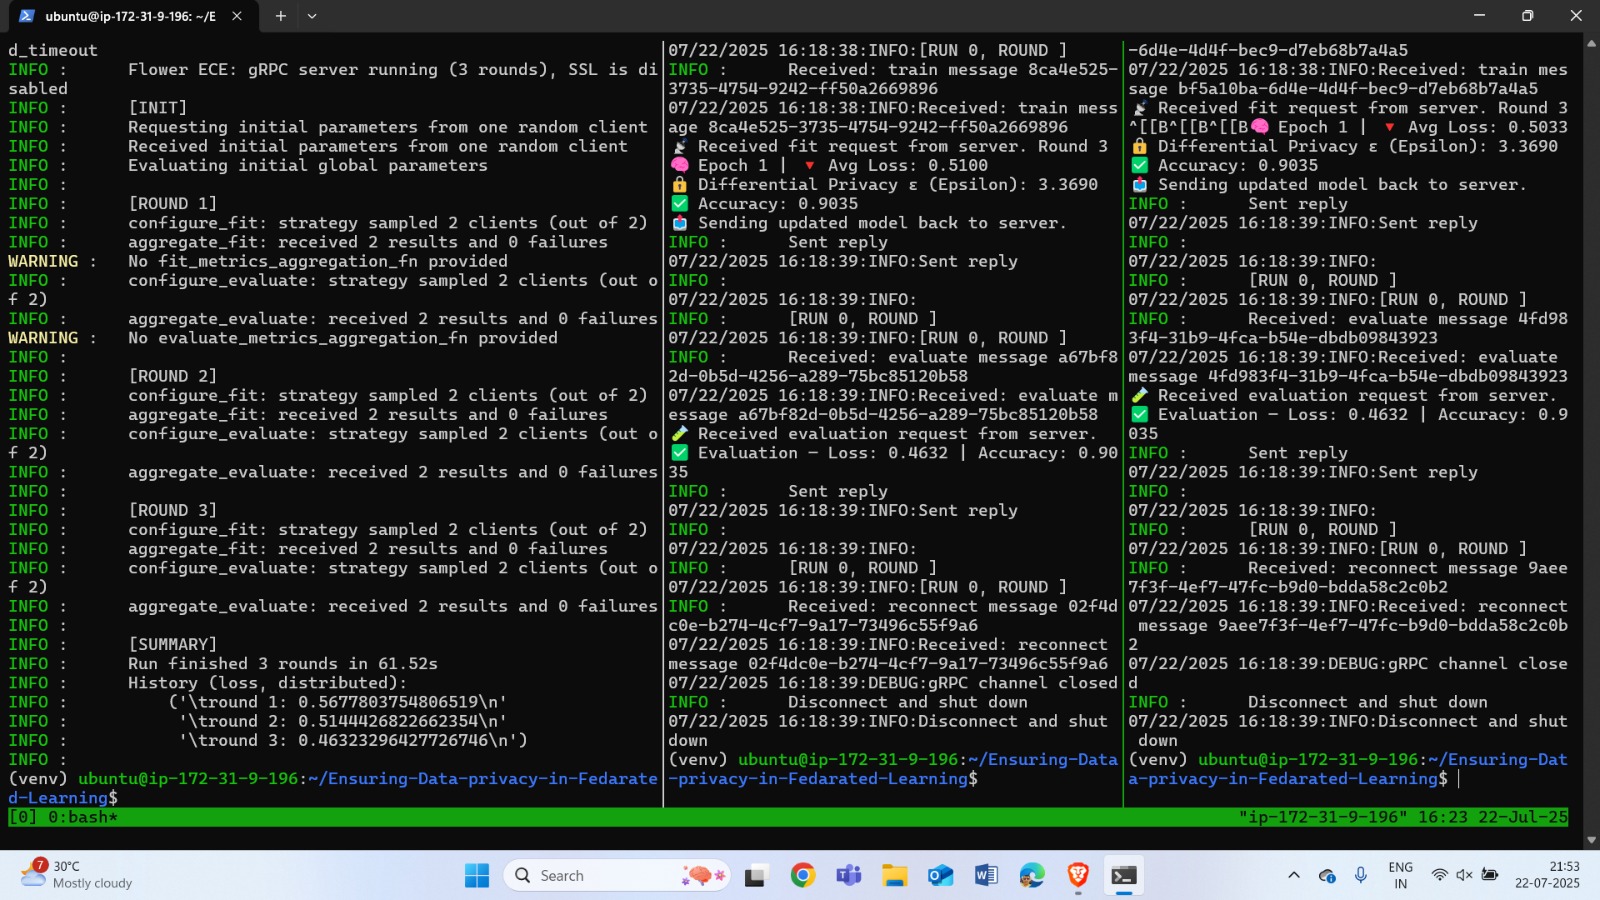 ubuntu@ip-172-31-9-196: ~/E
d_timeout
INFO :      Flower ECE: gRPC server running (3 rounds), SSL is di
sabled
INFO :      [INIT]
INFO :      Requesting initial parameters from one random client
INFO :      Received initial parameters from one random client
INFO :      Evaluating initial global parameters
INFO :
INFO :      [ROUND 1]
INFO :      configure_fit: strategy sampled 2 clients (out of 2)
INFO :      aggregate_fit: received 2 results and 0 failures
WARNING :   No fit_metrics_aggregation_fn provided
INFO :      configure_evaluate: strategy sampled 2 clients (out o
f 2)
INFO :      aggregate_evaluate: received 2 results and 0 failures
WARNING :   No evaluate_metrics_aggregation_fn provided
INFO :
INFO :      [ROUND 2]
INFO :      configure_fit: strategy sampled 2 clients (out of 2)
INFO :      aggregate_fit: received 2 results and 0 failures
INFO :      configure_evaluate: strategy sampled 2 clients (out o
f 2)
INFO :      aggregate_evaluate: received 2 results and 0 failures
INFO :
INFO :      [ROUND 3]
INFO :      configure_fit: strategy sampled 2 clients (out of 2)
INFO :      aggregate_fit: received 2 results and 0 failures
INFO :      configure_evaluate: strategy sampled 2 clients (out o
f 2)
INFO :      aggregate_evaluate: received 2 results and 0 failures
INFO :
INFO :      [SUMMARY]
INFO :      Run finished 3 rounds in 61.52s
INFO :      History (loss, distributed):
INFO :          ('\tround 1: 0.5677803754806519\n'
INFO :           '\tround 2: 0.5144426822662354\n'
INFO :           '\tround 3: 0.46323296427726746\n')
INFO :
(venv) ubuntu@ip-172-31-9-196:~/Ensuring-Data-privacy-in-Fedarate
d-Learning$
07/22/2025 16:18:38:INFO:[RUN 0, ROUND ]
INFO :      Received: train message 8ca4e525-
3735-4754-9242-ff50a2669896
07/22/2025 16:18:38:INFO:Received: train mess
age 8ca4e525-3735-4754-9242-ff50a2669896
📡 Received fit request from server. Round 3
🧠 Epoch 1 | 🔻 Avg Loss: 0.5100
🔒 Differential Privacy ε (Epsilon): 3.3690
✅ Accuracy: 0.9035
📤 Sending updated model back to server.
INFO :      Sent reply
07/22/2025 16:18:39:INFO:Sent reply
INFO :
07/22/2025 16:18:39:INFO:
INFO :      [RUN 0, ROUND ]
07/22/2025 16:18:39:INFO:[RUN 0, ROUND ]
INFO :      Received: evaluate message a67bf8
2d-0b5d-4256-a289-75bc85120b58
07/22/2025 16:18:39:INFO:Received: evaluate m
essage a67bf82d-0b5d-4256-a289-75bc85120b58
🧪 Received evaluation request from server.
✅ Evaluation — Loss: 0.4632 | Accuracy: 0.90
35
INFO :      Sent reply
07/22/2025 16:18:39:INFO:Sent reply
INFO :
07/22/2025 16:18:39:INFO:
INFO :      [RUN 0, ROUND ]
07/22/2025 16:18:39:INFO:[RUN 0, ROUND ]
INFO :      Received: reconnect message 02f4d
c0e-b274-4cf7-9a17-73496c55f9a6
07/22/2025 16:18:39:INFO:Received: reconnect
message 02f4dc0e-b274-4cf7-9a17-73496c55f9a6
07/22/2025 16:18:39:DEBUG:gRPC channel closed
INFO :      Disconnect and shut down
07/22/2025 16:18:39:INFO:Disconnect and shut
down
(venv) ubuntu@ip-172-31-9-196:~/Ensuring-Data
-privacy-in-Fedarated-Learning$
-6d4e-4d4f-bec9-d7eb68b7a4a5
07/22/2025 16:18:38:INFO:Received: train mes
sage bf5a10ba-6d4e-4d4f-bec9-d7eb68b7a4a5
📡 Received fit request from server. Round 3
^[[B^[[B^[[B🧠 Epoch 1 | 🔻 Avg Loss: 0.5033
🔒 Differential Privacy ε (Epsilon): 3.3690
✅ Accuracy: 0.9035
📤 Sending updated model back to server.
INFO :      Sent reply
07/22/2025 16:18:39:INFO:Sent reply
INFO :
07/22/2025 16:18:39:INFO:
INFO :      [RUN 0, ROUND ]
07/22/2025 16:18:39:INFO:[RUN 0, ROUND ]
INFO :      Received: evaluate message 4fd98
3f4-31b9-4fca-b54e-dbdb09843923
07/22/2025 16:18:39:INFO:Received: evaluate
message 4fd983f4-31b9-4fca-b54e-dbdb09843923
🧪 Received evaluation request from server.
✅ Evaluation — Loss: 0.4632 | Accuracy: 0.9
035
INFO :      Sent reply
07/22/2025 16:18:39:INFO:Sent reply
INFO :
07/22/2025 16:18:39:INFO:
INFO :      [RUN 0, ROUND ]
07/22/2025 16:18:39:INFO:[RUN 0, ROUND ]
INFO :      Received: reconnect message 9aee
7f3f-4ef7-47fc-b9d0-bdda58c2c0b2
07/22/2025 16:18:39:INFO:Received: reconnect
 message 9aee7f3f-4ef7-47fc-b9d0-bdda58c2c0b
2
07/22/2025 16:18:39:DEBUG:gRPC channel close
d
INFO :      Disconnect and shut down
07/22/2025 16:18:39:INFO:Disconnect and shut
 down
(venv) ubuntu@ip-172-31-9-196:~/Ensuring-Dat
a-privacy-in-Fedarated-Learning$
[0] 0:bash* "ip-172-31-9-196" 16:23 22-Jul-25
7
30°C
Mostly cloudy
Search
ENG
IN
21:53
22-07-2025